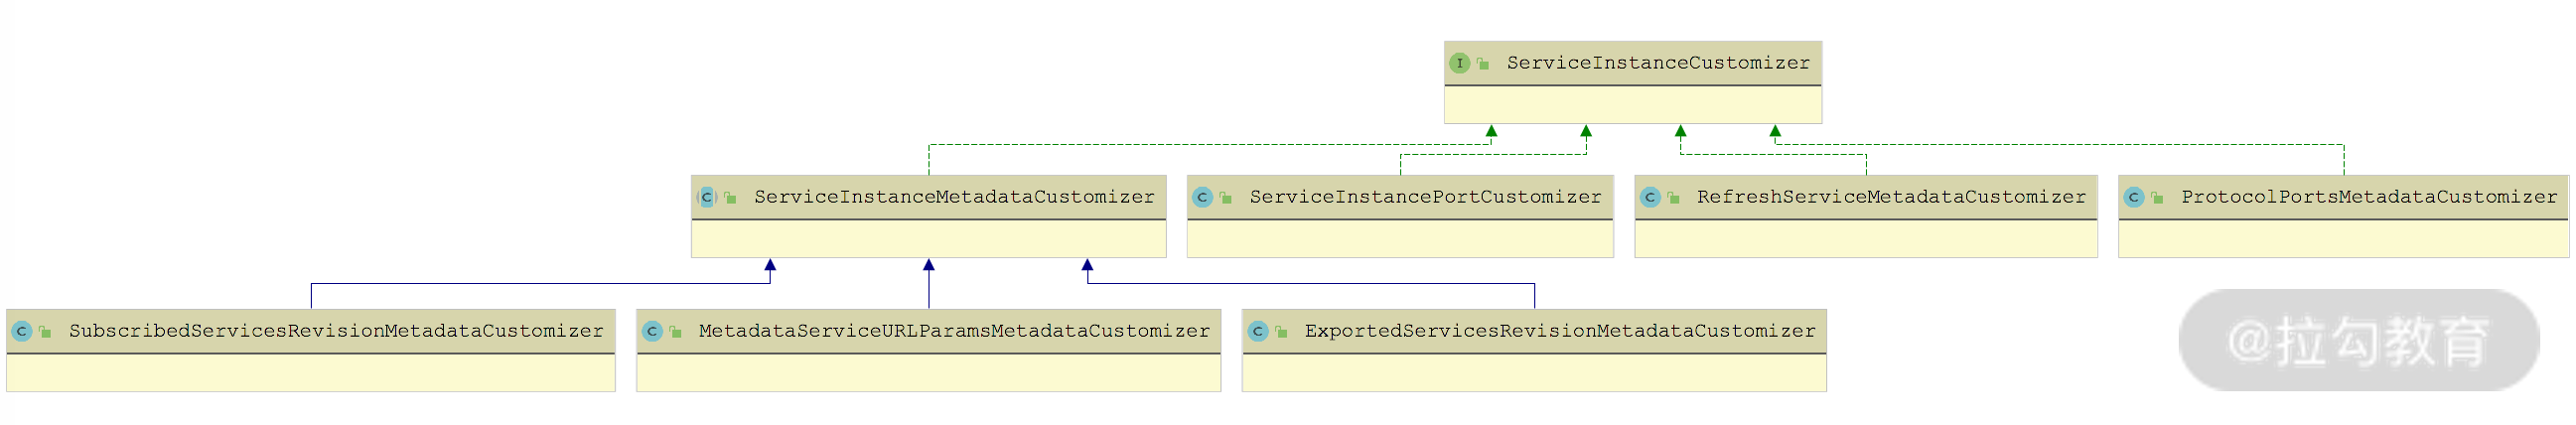 I ServiceInstanceCustomizer
C ServiceInstanceMetadataCustomizer
C ServiceInstancePortCustomizer
C RefreshServiceMetadataCustomizer
C ProtocolPortsMetadataCustomizer
C SubscribedServicesRevisionMetadataCustomizer
C MetadataServiceURLParamsMetadataCustomizer
C ExportedServicesRevisionMetadataCustomizer
@拉勾教育